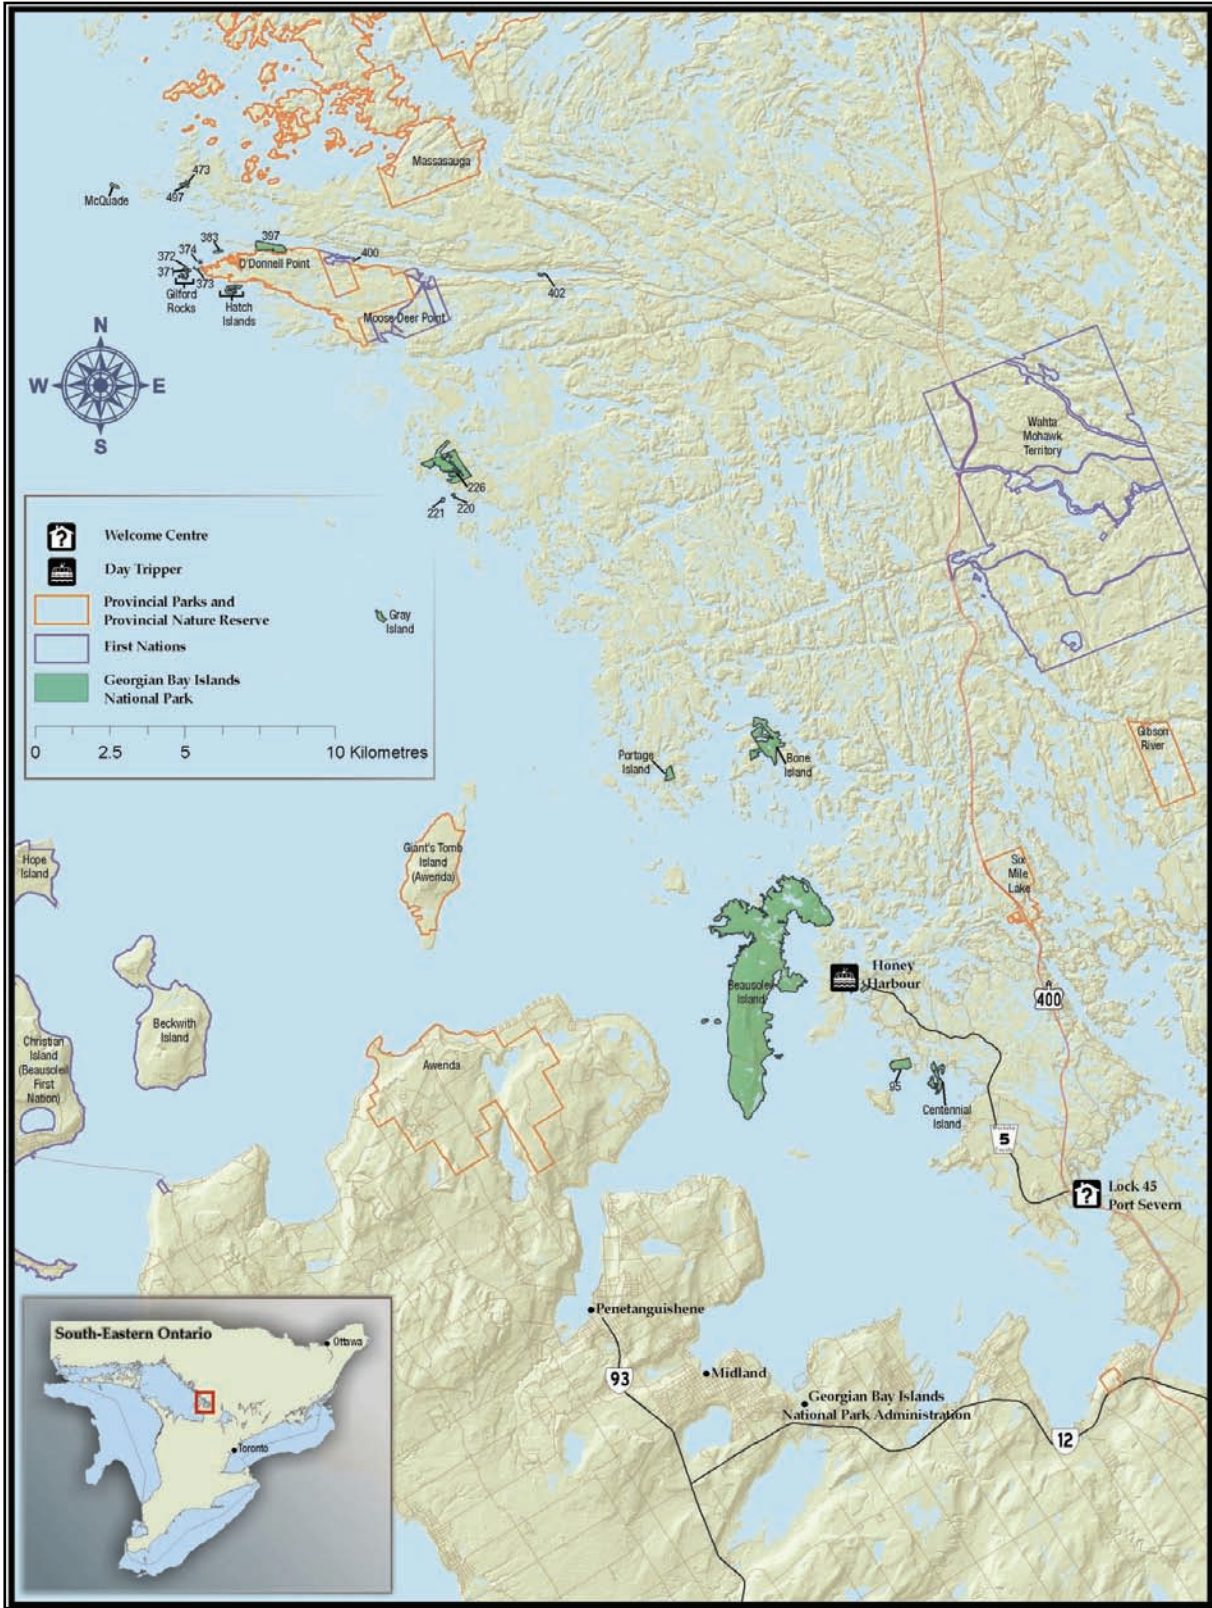 Massasauga
473
497
McQuade
383
397
374
372
371
373
D'Donnell Point
400
402
Gilford
Rocks
Hatch
Islands
Moose Deer Point
N
W
E
S
Wahta
Mohawk
Territory
226
220
221
Welcome Centre
Day Tripper
Provincial Parks and
Provincial Nature Reserve
First Nations
Georgian Bay Islands
National Park
0
2.5
5
10 Kilometres
Gray
Island
Gibson
River
Portage
Island
Bone
Island
Hope
Island
Giant's Tomb
Island
(Awenda)
Six
Mile
Lake
Honey
Harbour
Beausoleil
Island
400
Beckwith
Island
Christian
Island
(Beausoleil
First
Nation)
Awenda
95
Centennial
Island
5
Lock 45
Port Severn
Penetanguishene
93
Midland
Georgian Bay Islands
National Park Administration
12
South-Eastern Ontario
Ottawa
Toronto